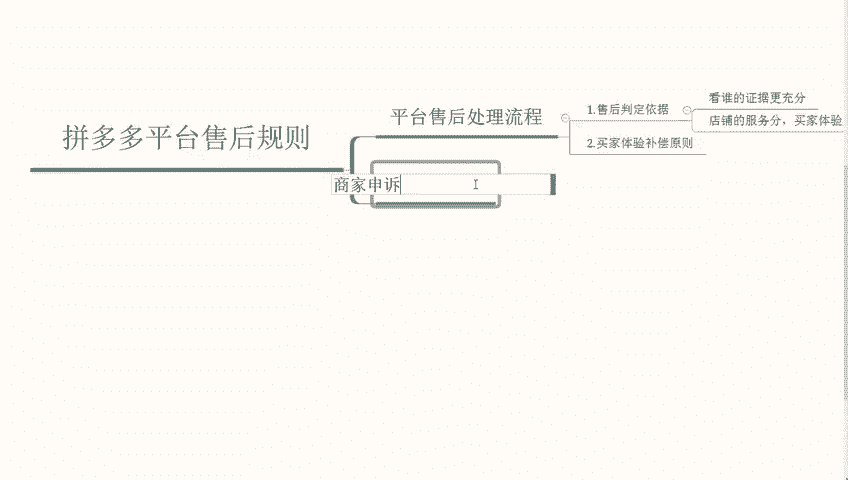 拼多多平台售后规则
平台售后处理流程
1.售后判定依据
看谁的证据更充分
店铺的服务分，买家体验
2.买家体验补偿原则
商家申诉